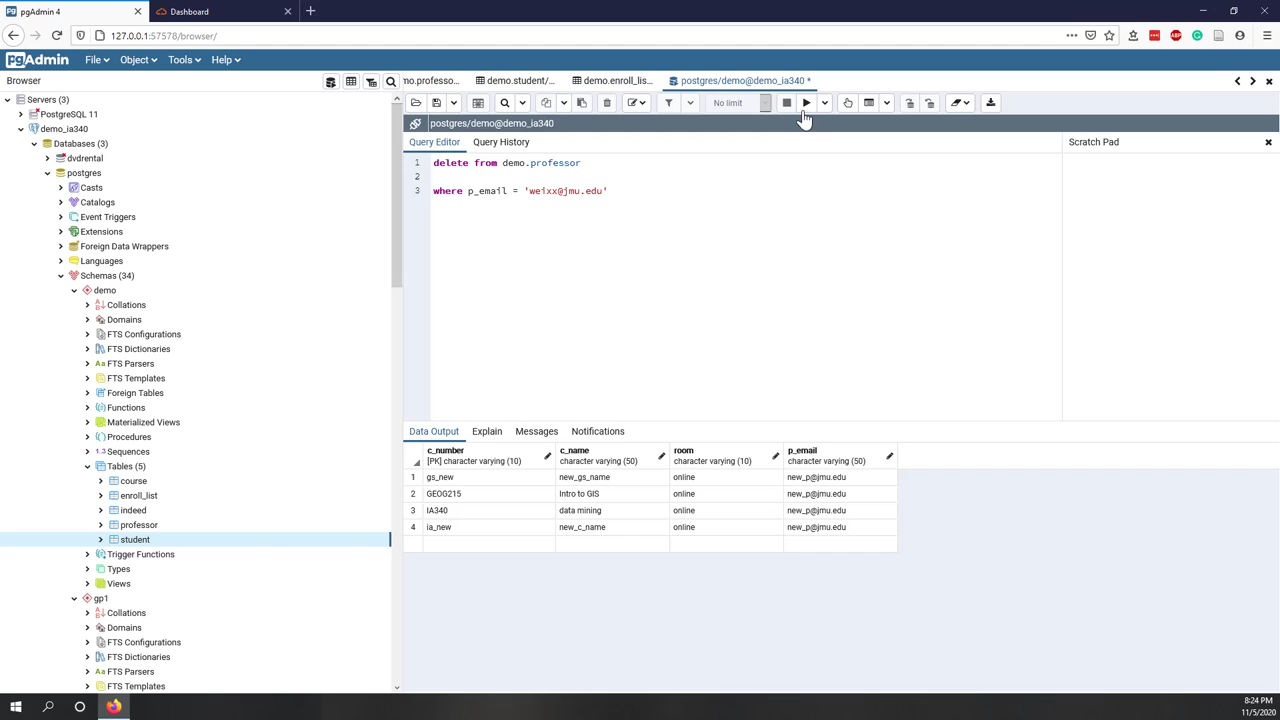 pgAdmin 4
Dashboard
127.0.0.1:57578/browser/
pgAdmin File Object Tools Help
Browser
mo.professo... demo.student/... demo.enroll_lis... postgres/demo@demo_ia340 *
No limit
postgres/demo@demo_ia340
Query Editor Query History
Scratch Pad
1 delete from demo.professor
2
3 where p_email = 'weixx@jmu.edu'
Servers (3)
PostgreSQL 11
demo_ia340
Databases (3)
dvdrental
postgres
Casts
Catalogs
Event Triggers
Extensions
Foreign Data Wrappers
Languages
Schemas (34)
demo
Collations
Domains
FTS Configurations
FTS Dictionaries
FTS Parsers
FTS Templates
Foreign Tables
Functions
Materialized Views
Procedures
Sequences
Tables (5)
course
enroll_list
indeed
professor
student
Trigger Functions
Types
Views
gp1
Collations
Domains
FTS Configurations
FTS Dictionaries
FTS Parsers
FTS Templates
Data Output Explain Messages Notifications
c_number c_name room p_email
[PK] character varying (10) character varying (50) character varying (10) character varying (50)
1 gs_new new_gs_name online new_p@jmu.edu
2 GEOG215 Intro to GIS online new_p@jmu.edu
3 IA340 data mining online new_p@jmu.edu
4 ia_new new_c_name online new_p@jmu.edu
8:24 PM
11/5/2020